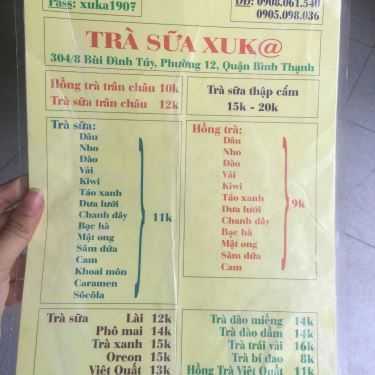 Pass: xuka1907
DĐ: 0908.061.540
0905.098.036
TRÀ SỮA XUK@
304/8 Bùi Đình Túy, Phường 12, Quận Bình Thạnh
Hồng trà trân châu 10k
Trà sữa trân châu 12k
Trà sữa thập cẩm
15k - 20k
Trà sữa:
Dâu
Nho
Đào
Vải
Kiwi
Táo xanh
Dưa lưới
Chanh dây
Bạc hà
Mật ong
Sâm dứa
Cam
Khoai môn
Caramen
Sôcôla
11k
Hồng trà:
Dâu
Nho
Đào
Vải
Kiwi
Táo xanh
Dưa lưới
Chanh dây
Bạc hà
Mật ong
Sâm dứa
Cam
9k
Trà sữa Lài 12k
Phô mai 14k
Trà xanh 15k
Oreon 15k
Việt Quất 13k
Trà đào miếng 14k
Trà đào dầm 14k
Trà trái vải 16k
Trà bí đao 8k
Hồng Trà Việt Quất 11k